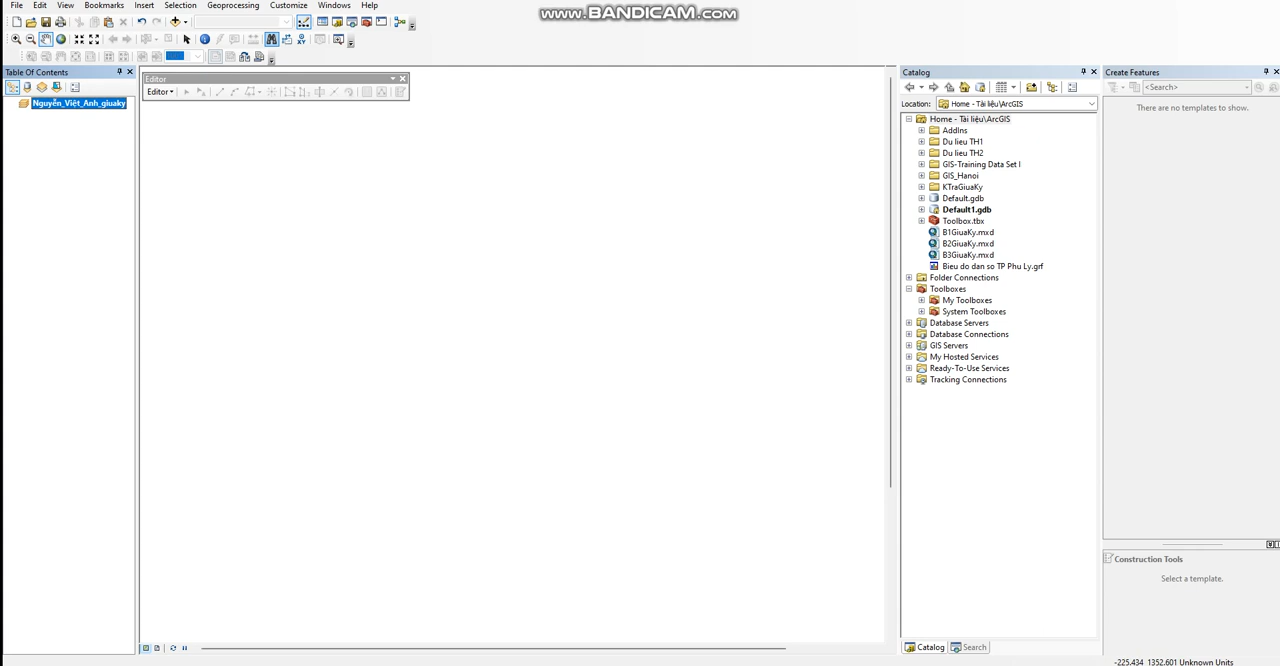 File Edit View Bookmarks Insert Selection Geoprocessing Customize Windows Help
www.BANDICAM.com
Table Of Contents
Nguyễn_Việt_Anh_giuaky
Editor
Editor
Catalog
Location: Home - Tài liệu\ArcGIS
Home - Tài liệu\ArcGIS
AddIns
Du lieu TH1
Du lieu TH2
GIS-Training Data Set I
GIS_Hanoi
KTraGiuaKy
Default.gdb
Default1.gdb
Toolbox.tbx
B1GiuaKy.mxd
B2GiuaKy.mxd
B3GiuaKy.mxd
Bieu do dan so TP Phu Ly.grf
Folder Connections
Toolboxes
My Toolboxes
System Toolboxes
Database Servers
Database Connections
GIS Servers
My Hosted Services
Ready-To-Use Services
Tracking Connections
Catalog Search
Create Features
<Search>
There are no templates to show.
Construction Tools
Select a template.
-225.434 1352.601 Unknown Units